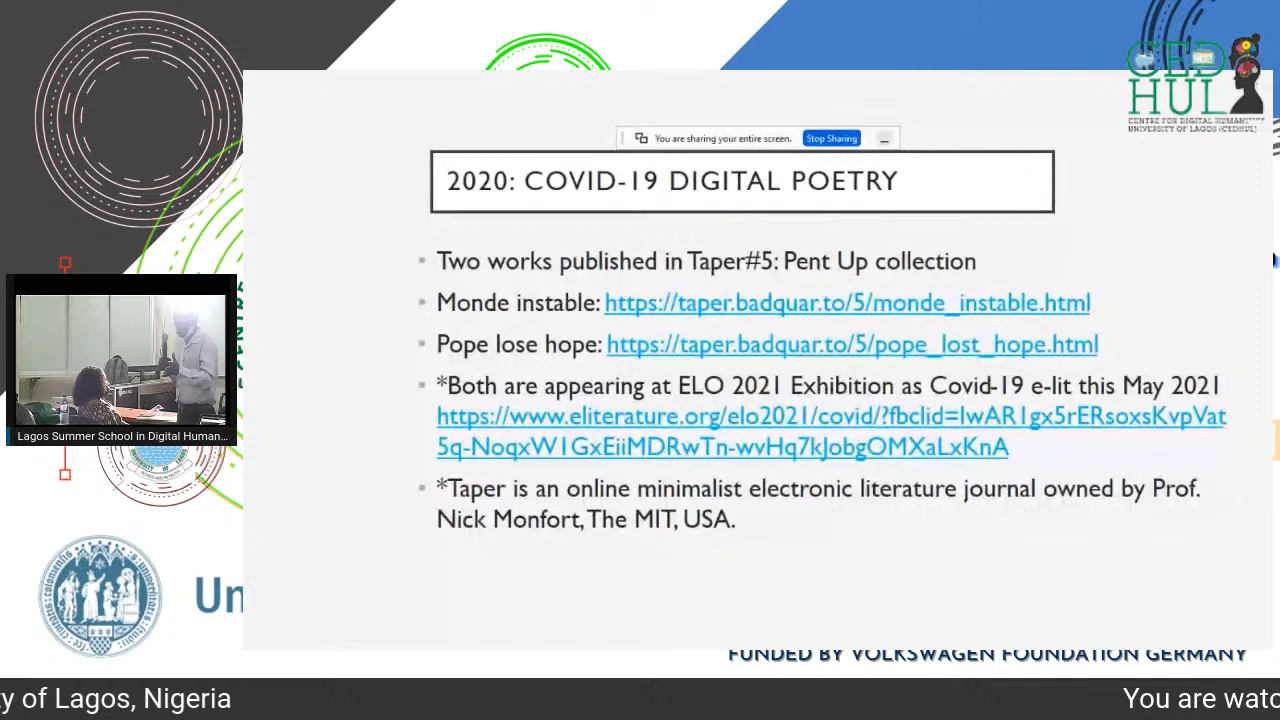 CED
HUL
CENTRE FOR DIGITAL HUMANITIES
UNIVERSITY OF LAGOS (CEDHUL)
You are sharing your entire screen. Stop Sharing
2020: COVID-19 DIGITAL POETRY
• Two works published in Taper#5: Pent Up collection
• Monde instable: https://taper.badquar.to/5/monde_instable.html
• Pope lose hope: https://taper.badquar.to/5/pope_lost_hope.html
• *Both are appearing at ELO 2021 Exhibition as Covid-19 e-lit this May 2021
https://www.eliterature.org/elo2021/covid/?fbclid=IwAR1gx5rERsoxsKvpVat
5q-NoqxW1GxEiiMDRwTn-wvHq7kJobgOMXaLxKnA
• *Taper is an online minimalist electronic literature journal owned by Prof.
Nick Monfort, The MIT, USA.
Lagos Summer School in Digital Human...
Un
FUNDED BY VOLKSWAGEN FOUNDATION GERMANY
ty of Lagos, Nigeria
You are watc